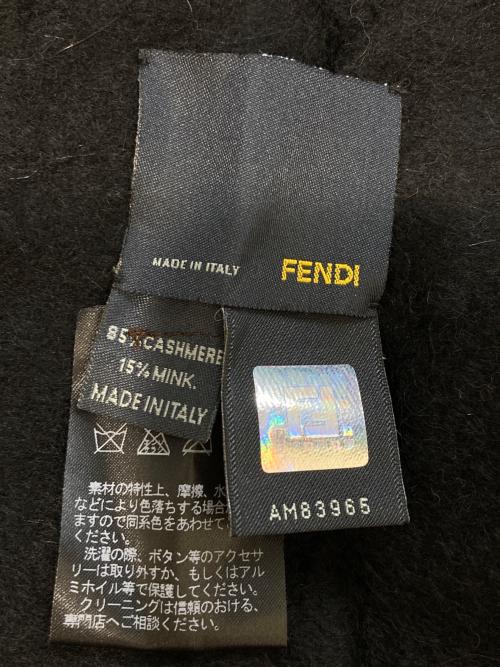 MADE IN ITALY
FENDI
85% CASHMERE
15% MINK.
MADE IN ITALY
AM83965
素材の特性上、摩擦、水
などにより色落ちする場合が
ますので同系色をあわせて、
ください。
洗濯の際、ボタン等のアクセサ
リーは取り外すか、もしくはアル
ミホイル等で保護してください。
クリーニングは信頼のおける、
専門店へご相談ください。